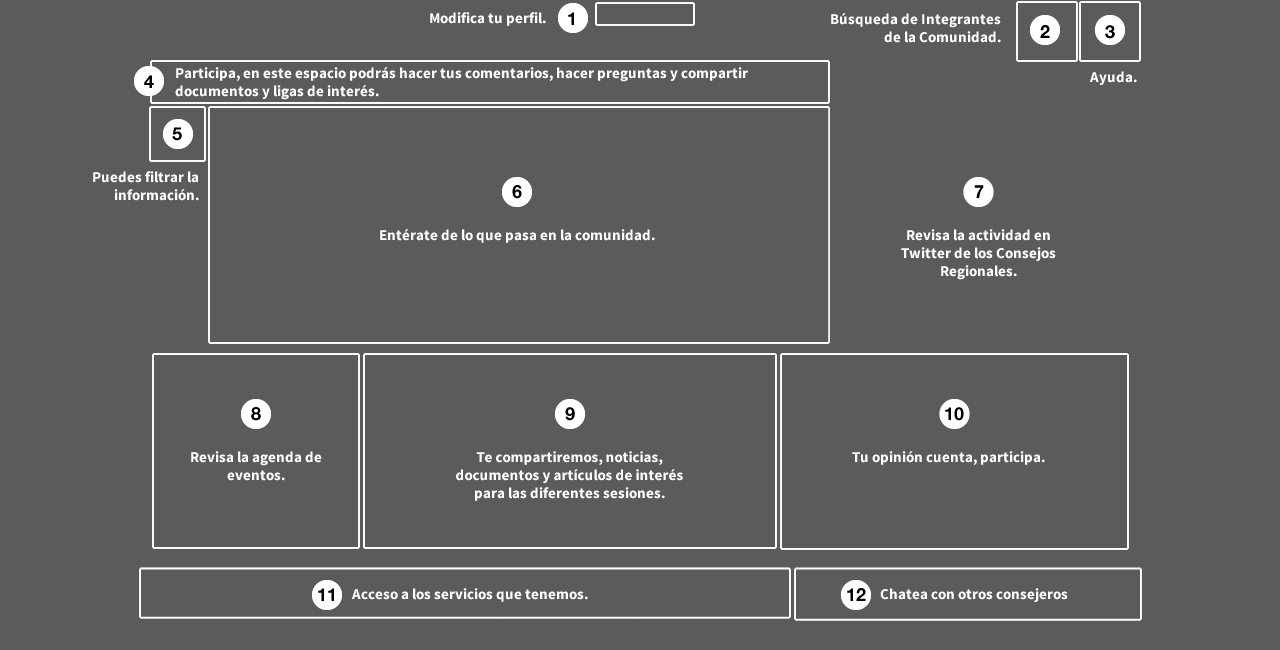 Modifica tu perfil.
1
Búsqueda de Integrantes
de la Comunidad.
2
3
Ayuda.
4
Participa, en este espacio podrás hacer tus comentarios, hacer preguntas y compartir
documentos y ligas de interés.
5
Puedes filtrar la
información.
6
Entérate de lo que pasa en la comunidad.
7
Revisa la actividad en
Twitter de los Consejos
Regionales.
8
Revisa la agenda de
eventos.
9
Te compartiremos, noticias,
documentos y artículos de interés
para las diferentes sesiones.
10
Tu opinión cuenta, participa.
11
Acceso a los servicios que tenemos.
12
Chatea con otros consejeros